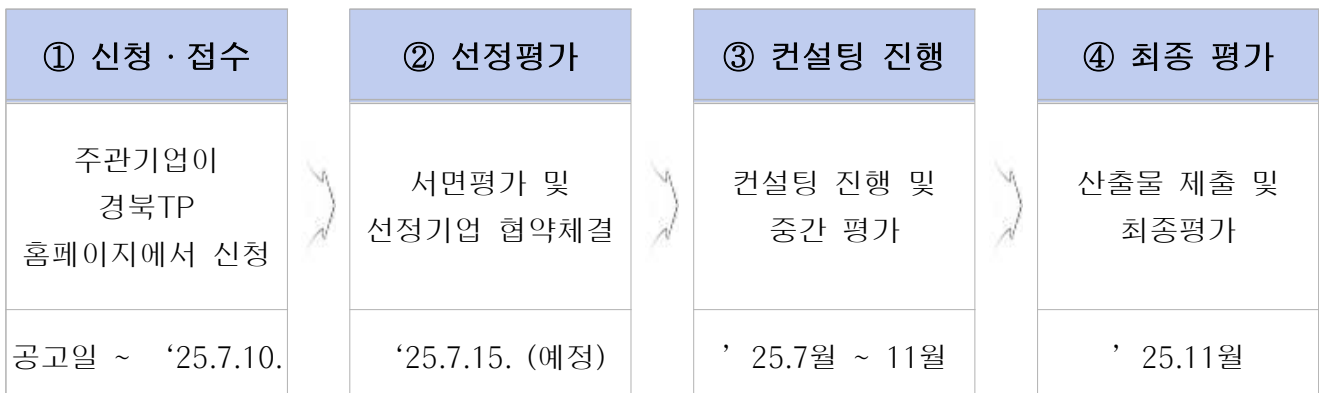 ① 신청 · 접수
주관기업이
경북TP
홈페이지에서 신청
공고일 ~ ‘25.7.10.
② 선정평가
서면평가 및
선정기업 협약체결
‘25.7.15. (예정)
③ 컨설팅 진행
컨설팅 진행 및
중간 평가
’ 25.7월 ~ 11월
④ 최종 평가
산출물 제출 및
최종평가
’ 25.11월